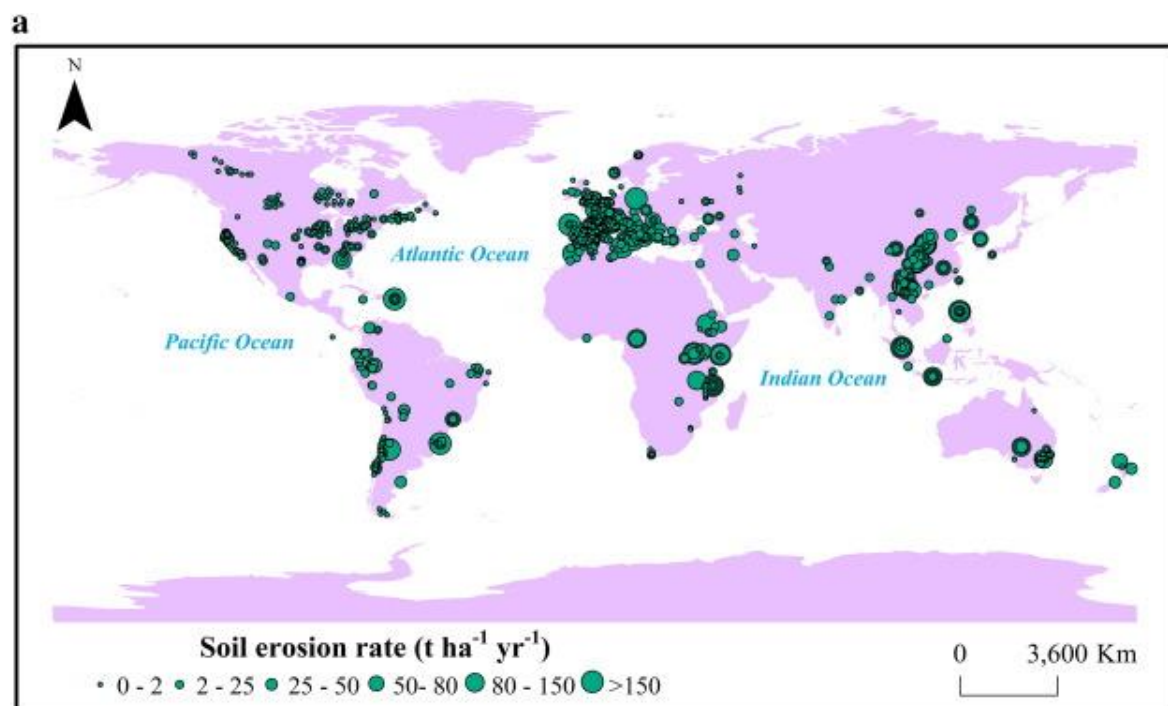 a
N
Atlantic Ocean
Pacific Ocean
Indian Ocean
Soil erosion rate (t ha⁻¹ yr⁻¹)
0 3,600 Km
0 - 2 2 - 25 25 - 50 50- 80 80 - 150 >150